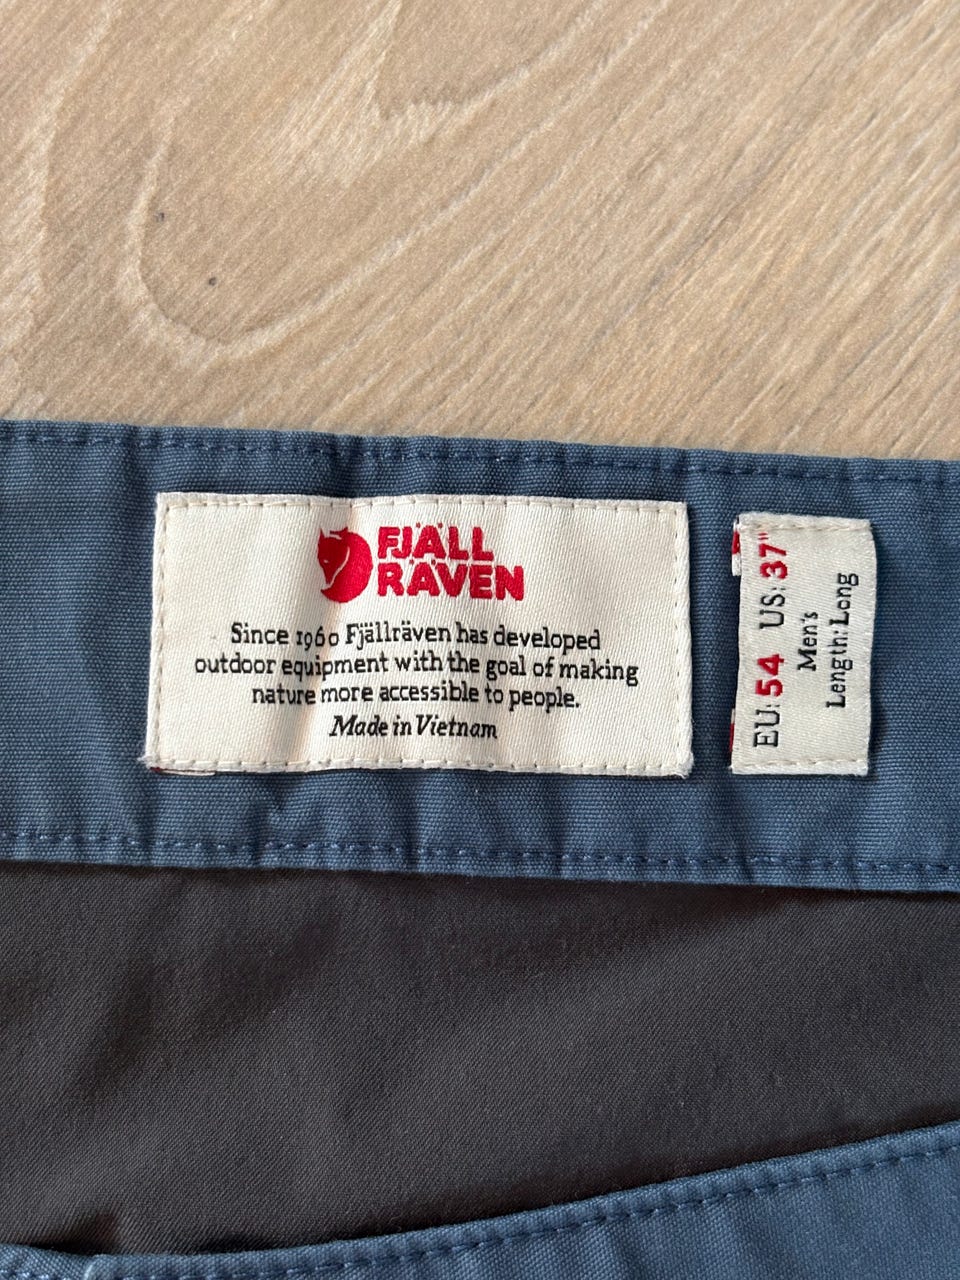 FJÄLL
RÄVEN
Since 1960 Fjällräven has developed
outdoor equipment with the goal of making
nature more accessible to people.
Made in Vietnam
EU: 54 US: 37"
Men's
Length: Long